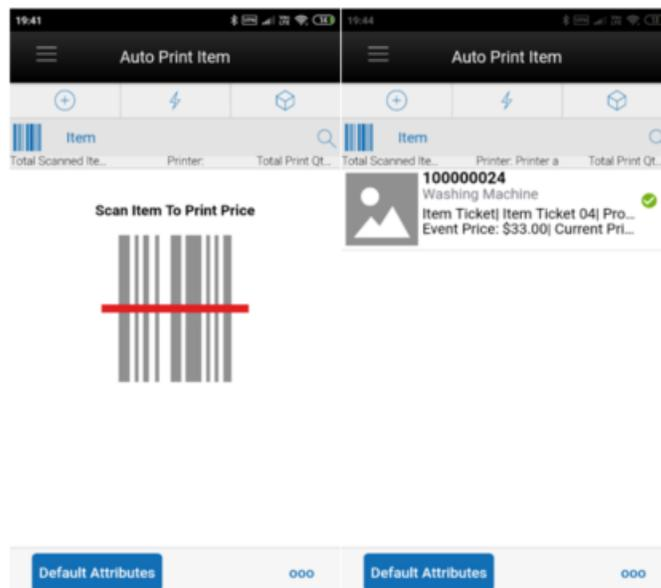 19:41
Auto Print Item
Item
Total Scanned Ite... Printer: Total Print Qt...
Scan Item To Print Price
Default Attributes
19:44
Auto Print Item
Item
Total Scanned Ite... Printer: Printer a Total Print Qt...
100000024
Washing Machine
Item Ticket| Item Ticket 04| Pro...
Event Price: $33.00| Current Pri...
Default Attributes